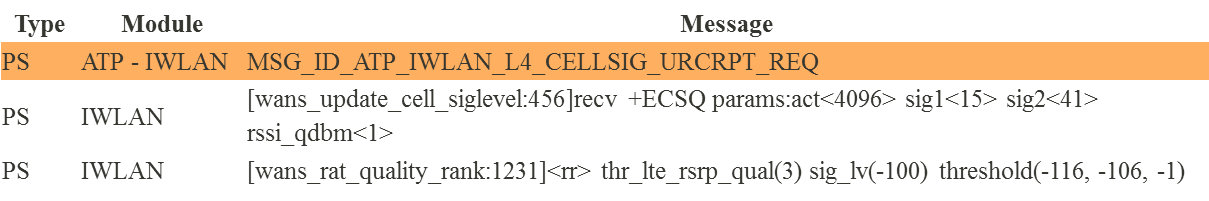 Type Module Message
PS ATP - IWLAN MSG_ID_ATP_IWLAN_L4_CELLSIG_URCRPT_REQ
PS IWLAN [wans_update_cell_siglevel:456]recv +ECSQ params:act<4096> sig1<15> sig2<41>
rssi_qdbm<1>
PS IWLAN [wans_rat_quality_rank:1231]<rr> thr_lte_rsrp_qual(3) sig_lv(-100) threshold(-116, -106, -1)